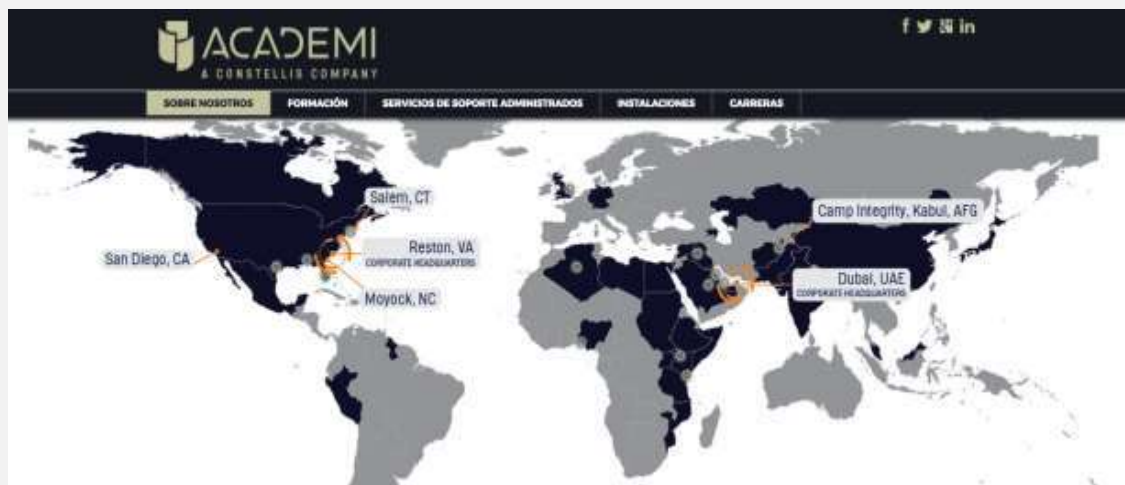 ACADEMI
A CONSTELLIS COMPANY
SOBRE NOSOTROS
FORMACIÓN
SERVICIOS DE SOPORTE ADMINISTRADOS
INSTALACIONES
CARRERAS
Salem, CT
Camp Integrity, Kabul, AFG
San Diego, CA
Reston, VA
CORPORATE HEADQUARTERS
Dubai, UAE
CORPORATE HEADQUARTERS
Moyock, NC